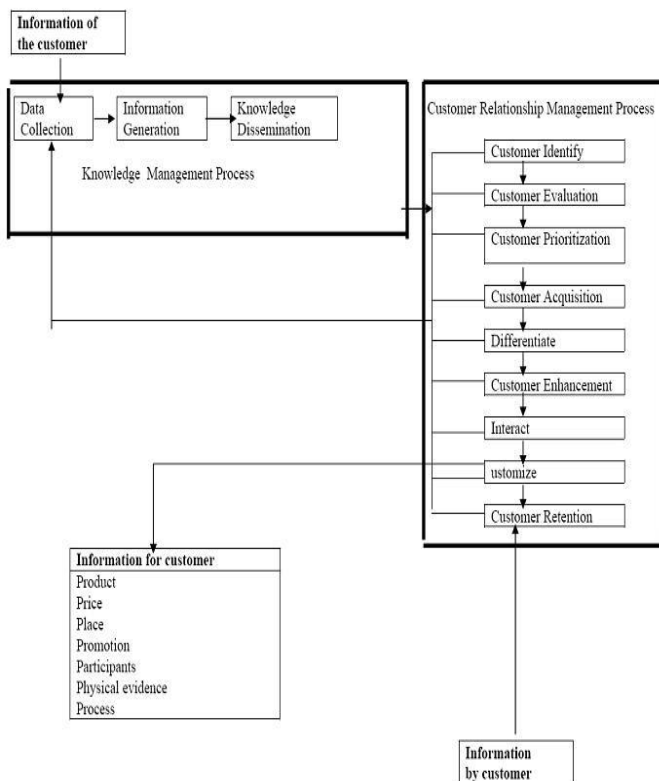 Information of
the customer
Data
Collection
Information
Generation
Knowledge
Dissemination
Knowledge Management Process
Customer Relationship Management Process
Customer Identify
Customer Evaluation
Customer Prioritization
Customer Acquisition
Differentiate
Customer Enhancement
Interact
ustomize
Customer Retention
Information for customer
Product
Price
Place
Promotion
Participants
Physical evidence
Process
Information
by customer